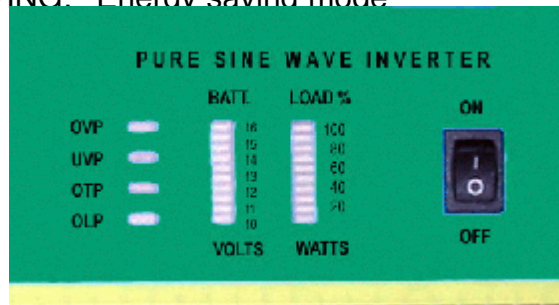 Energy saving mode
PURE SINE WAVE INVERTER
BATT. LOAD %
ON
OVP
UVP
OTP
OLP
16
15
14
13
12
11
10
100
80
60
40
20
I
O
VOLTS WATTS
OFF